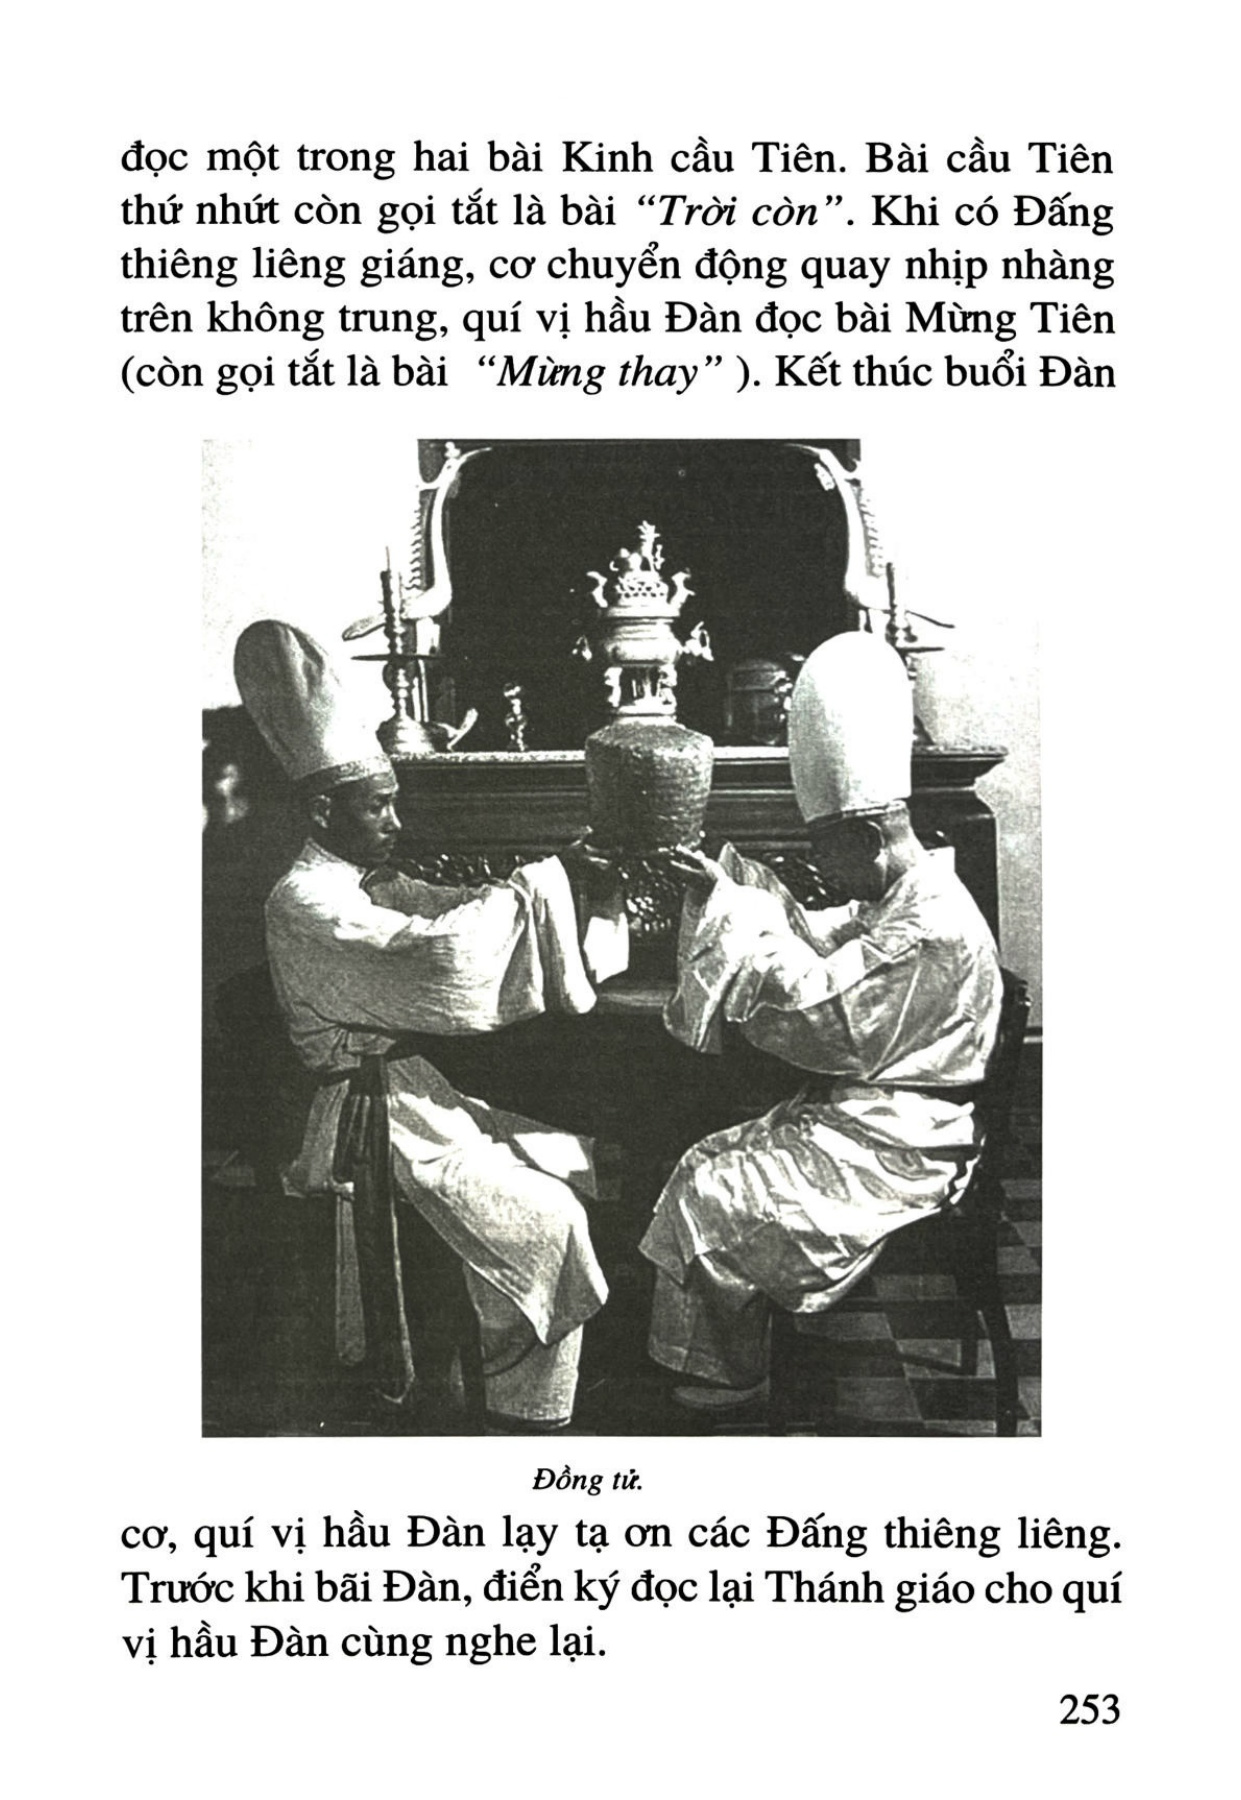 đọc một trong hai bài Kinh cầu Tiên. Bài cầu Tiên
thứ nhứt còn gọi tắt là bài “Trời còn”. Khi có Đấng
thiêng liêng giáng, cơ chuyển động quay nhịp nhàng
trên không trung, quí vị hầu Đàn đọc bài Mừng Tiên
(còn gọi tắt là bài “Mừng thay” ). Kết thúc buổi Đàn
Đồng tử.
cơ, quí vị hầu Đàn lạy tạ ơn các Đấng thiêng liêng.
Trước khi bãi Đàn, điển ký đọc lại Thánh giáo cho quí
vị hầu Đàn cùng nghe lại.
253